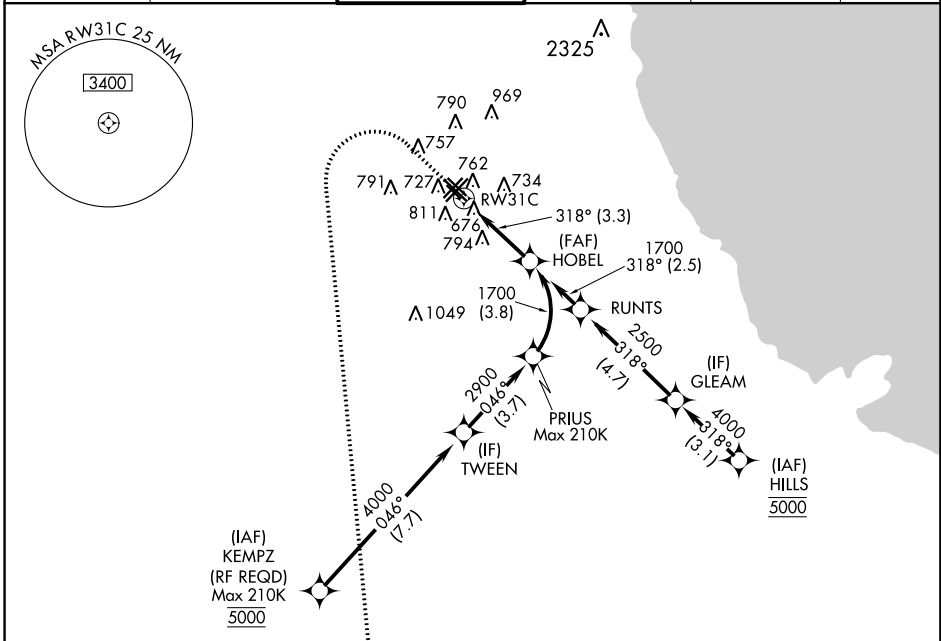 MSA RW31C 25 NM
3400
2325
969
790
757
762
791
727
734
RW31C
811
676
794
318° (3.3)
(FAF)
HOBEL
1700
318° (2.5)
1700
(3.8)
RUNTS
1049
2500
318°
(4.7)
(IF)
GLEAM
2900
046°
(3.7)
PRIUS
Max 210K
4000
318°
(3.1)
(IF)
TWEEN
(IAF)
HILLS
5000
4000
046°
(7.7)
(IAF)
KEMPZ
(RF REQD)
Max 210K
5000